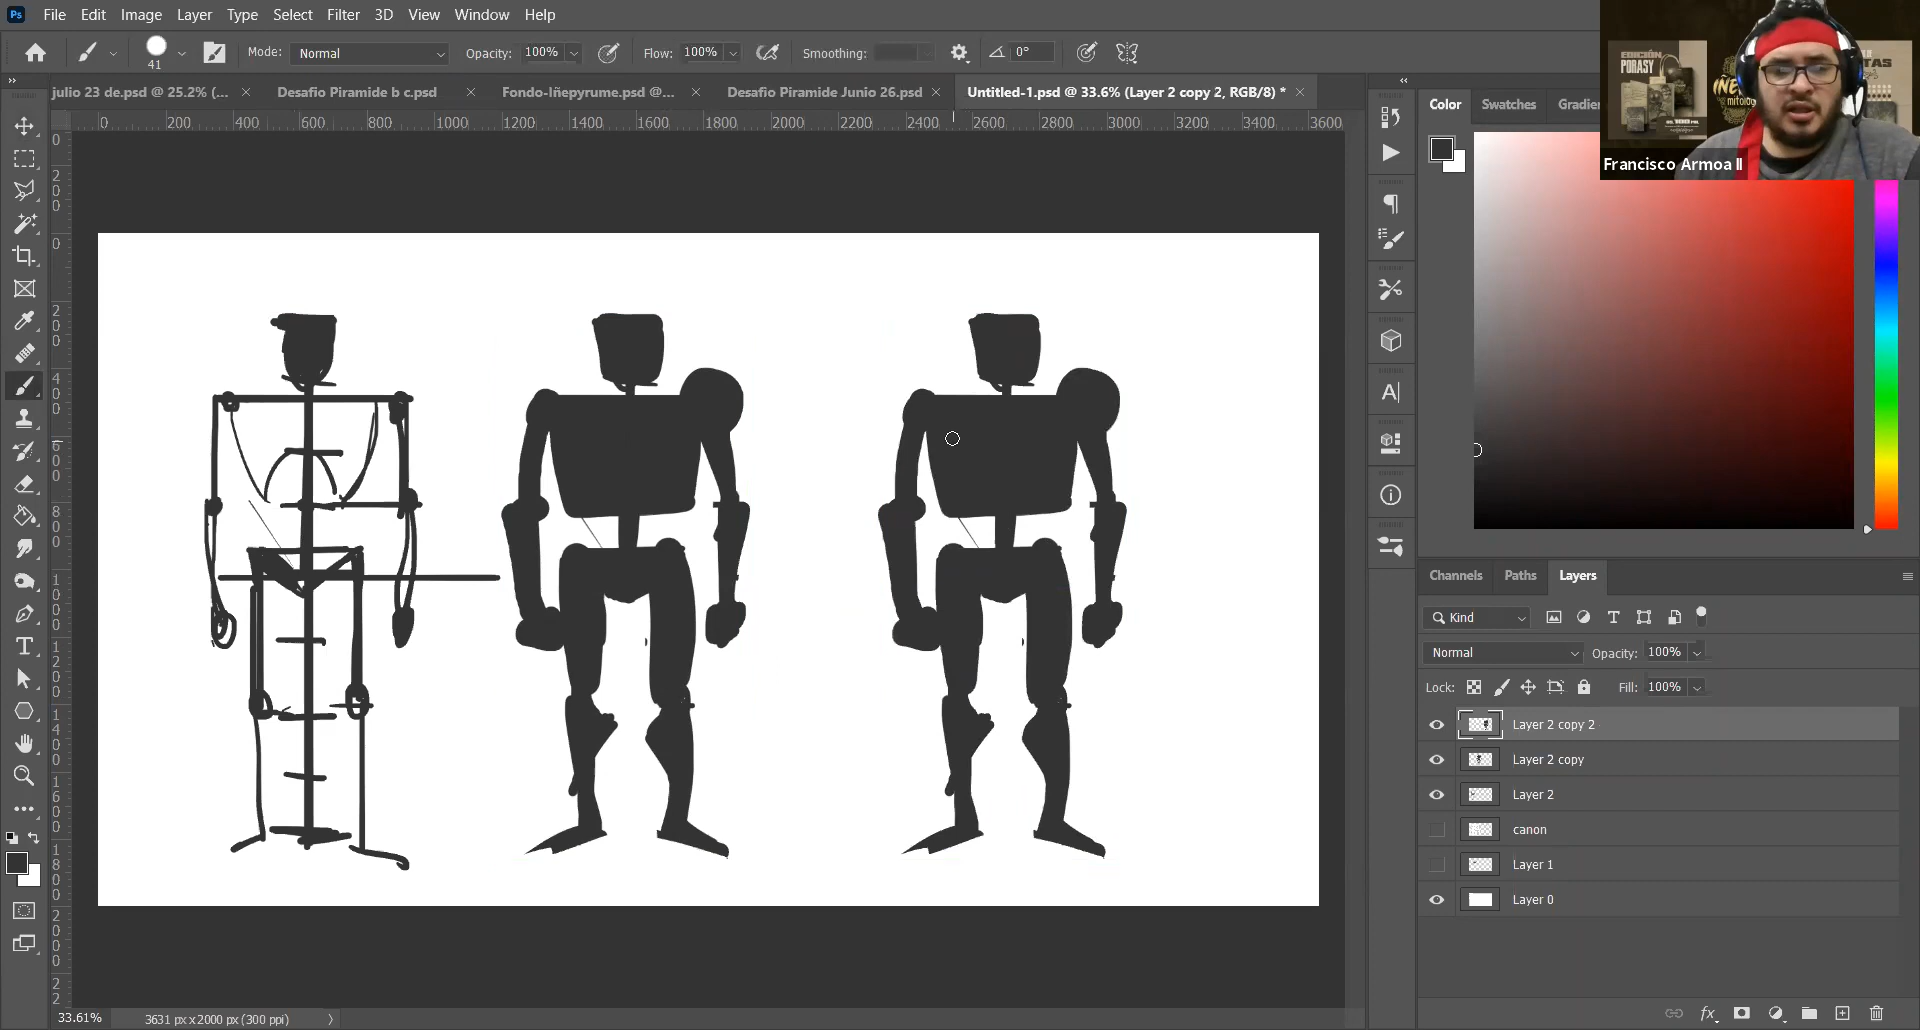 Ps File Edit Image Layer Type Select Filter 3D View Window Help
41 Mode: Normal Opacity: 100% Flow: 100% Smoothing: 0°
julio 23 de.psd @ 25.2% (... × Desafio Piramide b c.psd × Fondo-Iñepyrume.psd @... × Desafio Piramide Junio 26.psd × Untitled-1.psd @ 33.6% (Layer 2 copy 2, RGB/8) * ×
0 200 400 600 800 1000 1200 1400 1600 1800 2000 2200 2400 2600 2800 3000 3200 3400 3600
Color Swatches Gradien
EDICIÓN
PORASY
Francisco Armoa II
Channels Paths Layers
Kind
Normal Opacity: 100%
Lock: Fill: 100%
Layer 2 copy 2
Layer 2 copy
Layer 2
canon
Layer 1
Layer 0
fx
33.61% 3631 px x 2000 px (300 ppi)